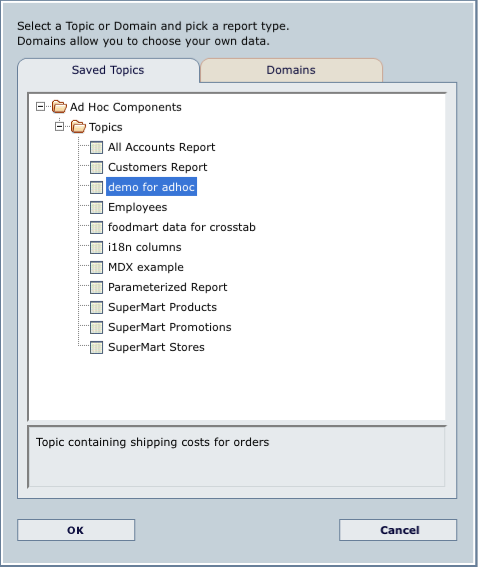 Select a Topic or Domain and pick a report type.
Domains allow you to choose your own data.
Saved Topics
Domains
Ad Hoc Components
Topics
All Accounts Report
Customers Report
demo for adhoc
Employees
foodmart data for crosstab
i18n columns
MDX example
Parameterized Report
SuperMart Products
SuperMart Promotions
SuperMart Stores
Topic containing shipping costs for orders
OK
Cancel